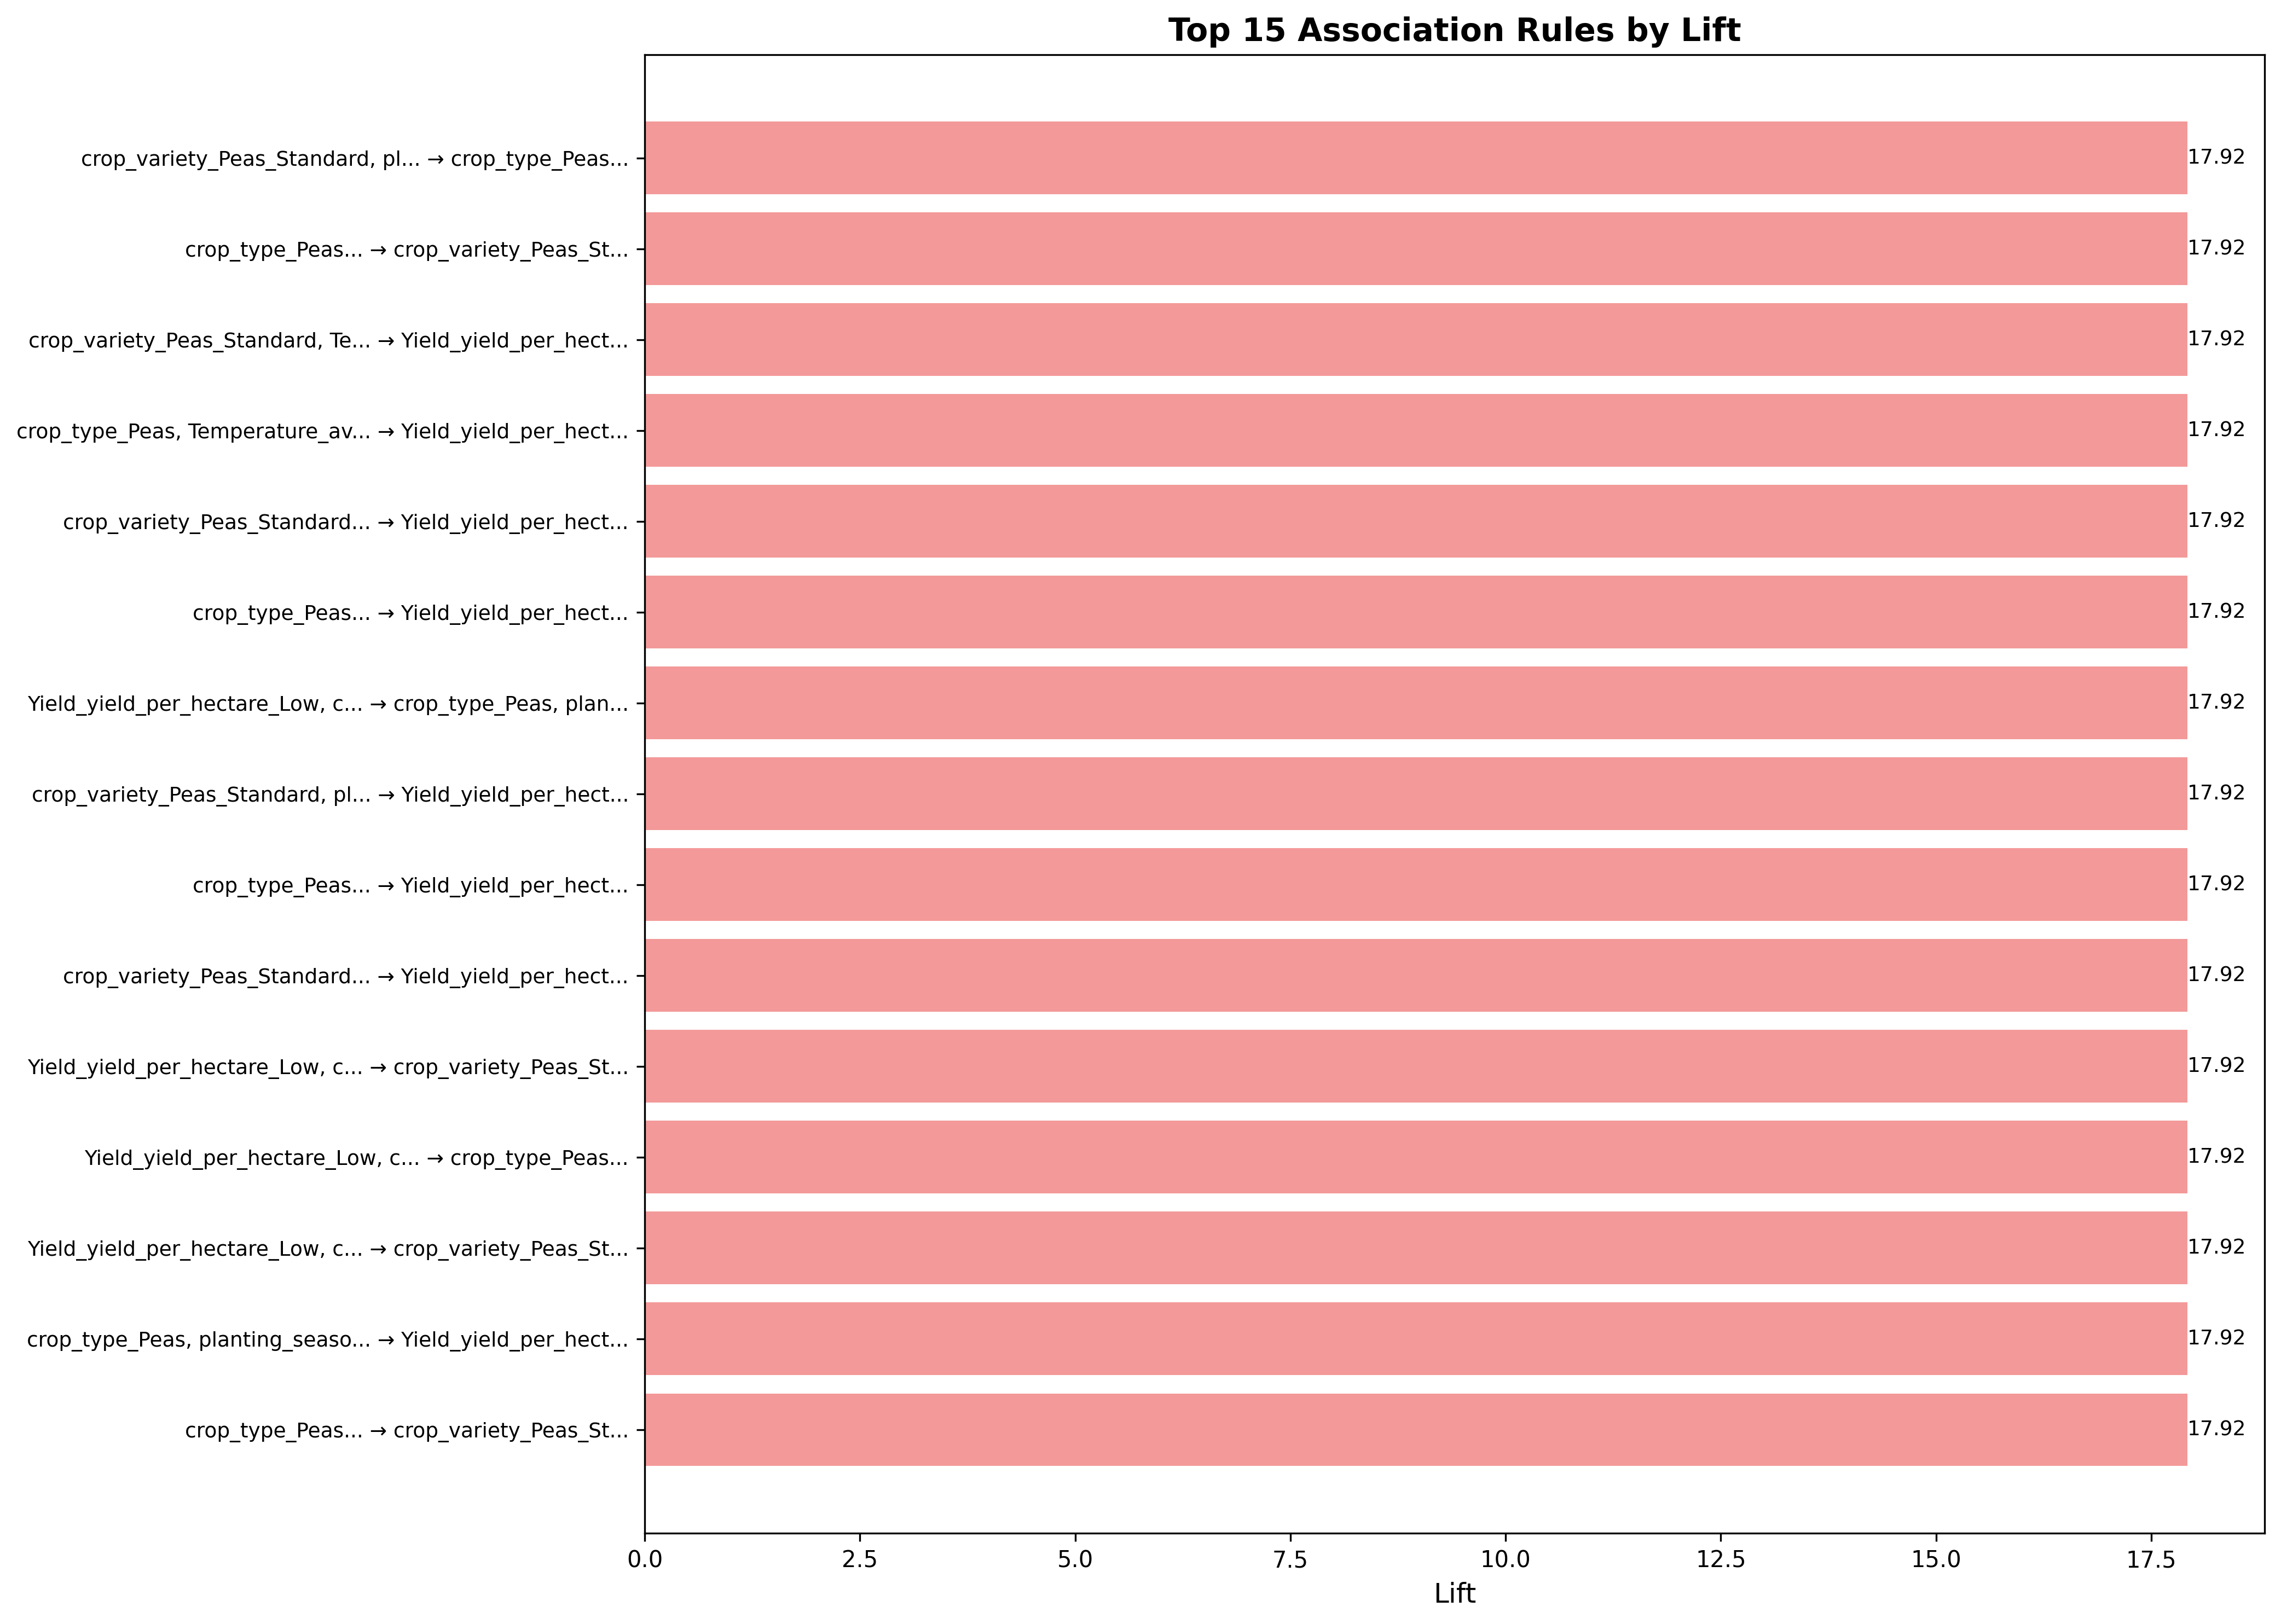 Top 15 Association Rules by Lift
crop_variety_Peas_Standard, pl... → crop_type_Peas... 17.92
crop_type_Peas... → crop_variety_Peas_St... 17.92
crop_variety_Peas_Standard, Te... → Yield_yield_per_hect... 17.92
crop_type_Peas, Temperature_av... → Yield_yield_per_hect... 17.92
crop_variety_Peas_Standard... → Yield_yield_per_hect... 17.92
crop_type_Peas... → Yield_yield_per_hect... 17.92
Yield_yield_per_hectare_Low, c... → crop_type_Peas, plan... 17.92
crop_variety_Peas_Standard, pl... → Yield_yield_per_hect... 17.92
crop_type_Peas... → Yield_yield_per_hect... 17.92
crop_variety_Peas_Standard... → Yield_yield_per_hect... 17.92
Yield_yield_per_hectare_Low, c... → crop_variety_Peas_St... 17.92
Yield_yield_per_hectare_Low, c... → crop_type_Peas... 17.92
Yield_yield_per_hectare_Low, c... → crop_variety_Peas_St... 17.92
crop_type_Peas, planting_seaso... → Yield_yield_per_hect... 17.92
crop_type_Peas... → crop_variety_Peas_St... 17.92
0.0 2.5 5.0 7.5 10.0 12.5 15.0 17.5
Lift